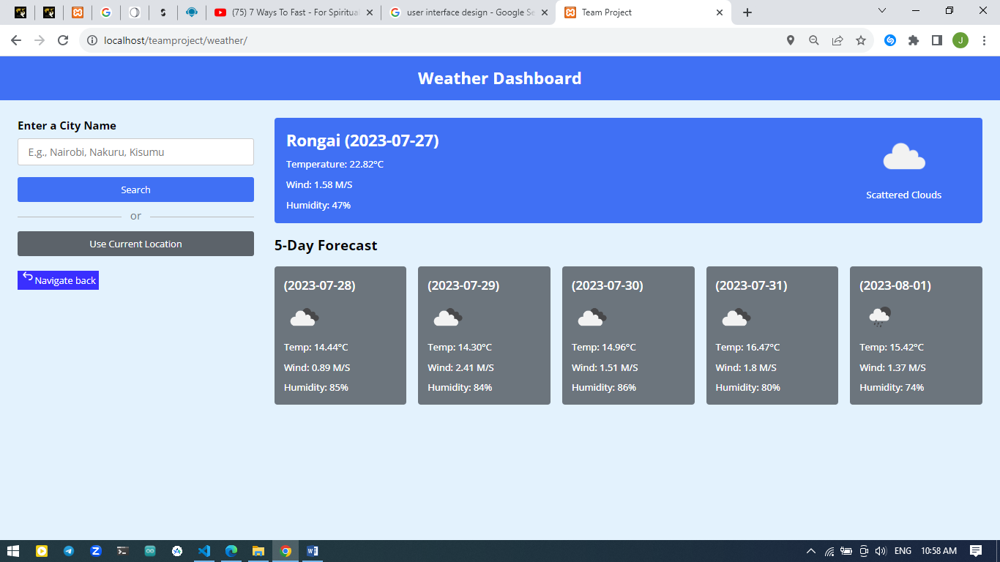 (75) 7 Ways To Fast - For Spiritual
user interface design - Google Se
Team Project
localhost/teamproject/weather/
J
Weather Dashboard
Enter a City Name
E.g., Nairobi, Nakuru, Kisumu
Search
or
Use Current Location
Navigate back
Rongai (2023-07-27)
Temperature: 22.82°C
Wind: 1.58 M/S
Humidity: 47%
Scattered Clouds
5-Day Forecast
(2023-07-28)
Temp: 14.44°C
Wind: 0.89 M/S
Humidity: 85%
(2023-07-29)
Temp: 14.30°C
Wind: 2.41 M/S
Humidity: 84%
(2023-07-30)
Temp: 14.96°C
Wind: 1.51 M/S
Humidity: 86%
(2023-07-31)
Temp: 16.47°C
Wind: 1.8 M/S
Humidity: 80%
(2023-08-01)
Temp: 15.42°C
Wind: 1.37 M/S
Humidity: 74%
ENG
10:58 AM